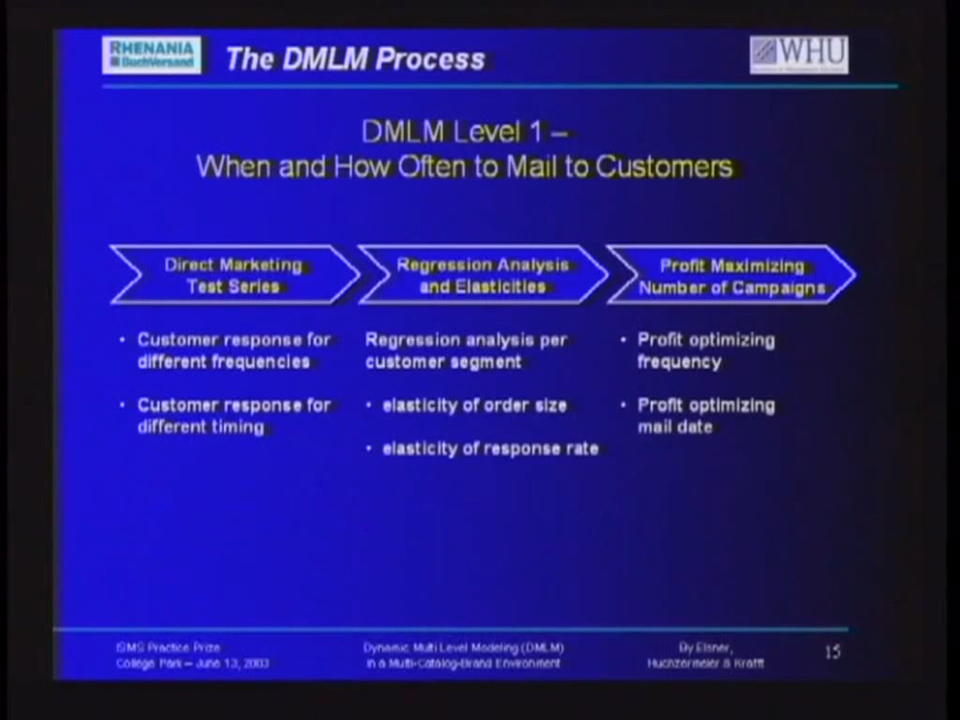 RHENANIA
BuchVersand
The DMLM Process
WHU
DMLM Level 1 –
When and How Often to Mail to Customers
Direct Marketing
Test Series
Regression Analysis
and Elasticities
Profit Maximizing
Number of Campaigns
• Customer response for
different frequencies
• Customer response for
different timing
Regression analysis per
customer segment
• elasticity of order size
• elasticity of response rate
• Profit optimizing
frequency
• Profit optimizing
mail date
ISMS Practice Prize
College Park – June 13, 2003
Dynamic Multi Level Modeling (DMLM)
in a Multi-Catalog-Brand Environment
By Elsner,
Huchzermeier & Krafft
15